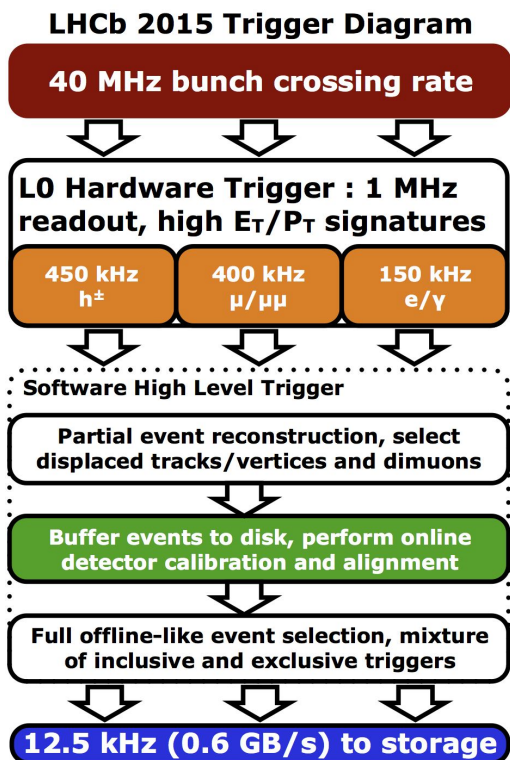 LHCb 2015 Trigger Diagram
40 MHz bunch crossing rate
L0 Hardware Trigger : 1 MHz
readout, high E_T/P_T signatures
450 kHz
h±
400 kHz
μ/μμ
150 kHz
e/γ
Software High Level Trigger
Partial event reconstruction, select
displaced tracks/vertices and dimuons
Buffer events to disk, perform online
detector calibration and alignment
Full offline-like event selection, mixture
of inclusive and exclusive triggers
12.5 kHz (0.6 GB/s) to storage